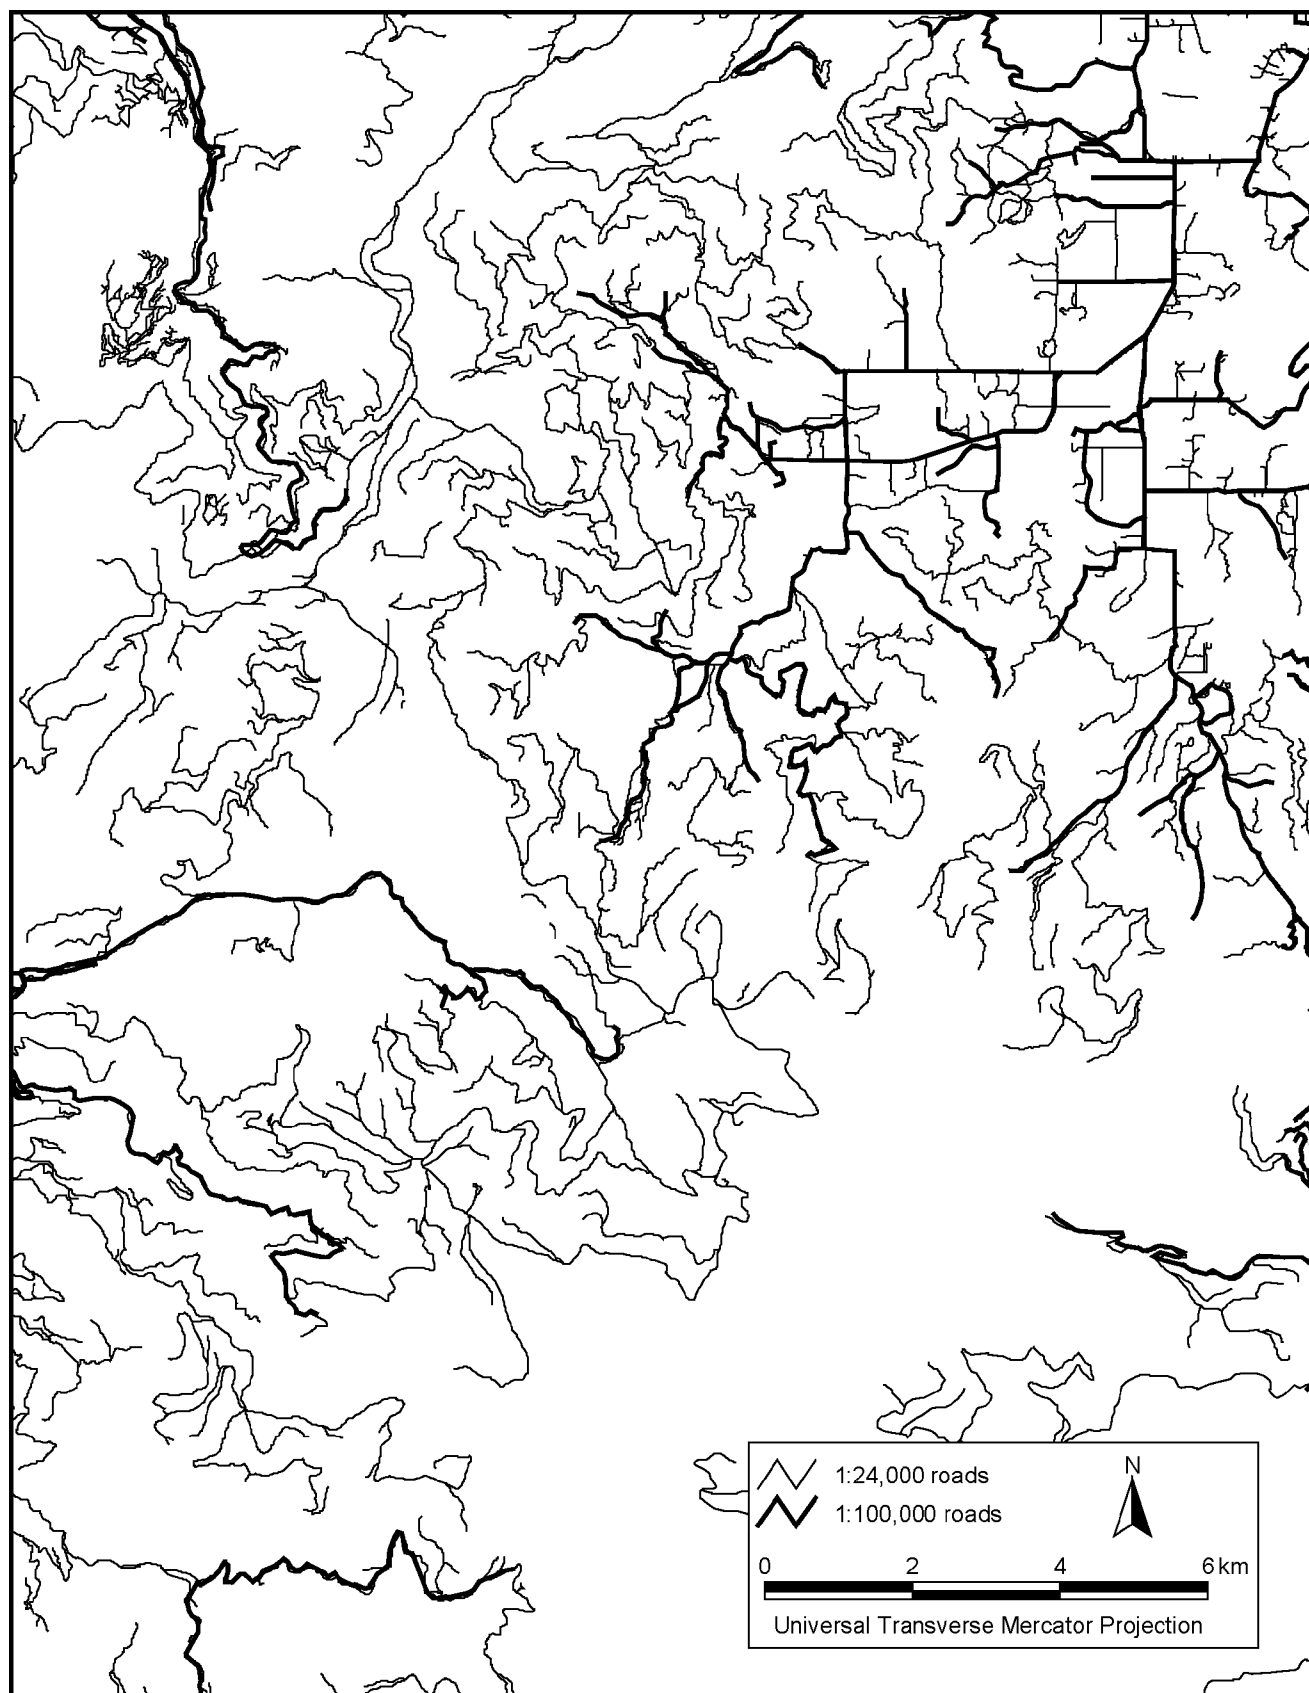 N
1:24,000 roads
1:100,000 roads
0 2 4 6 km
Universal Transverse Mercator Projection